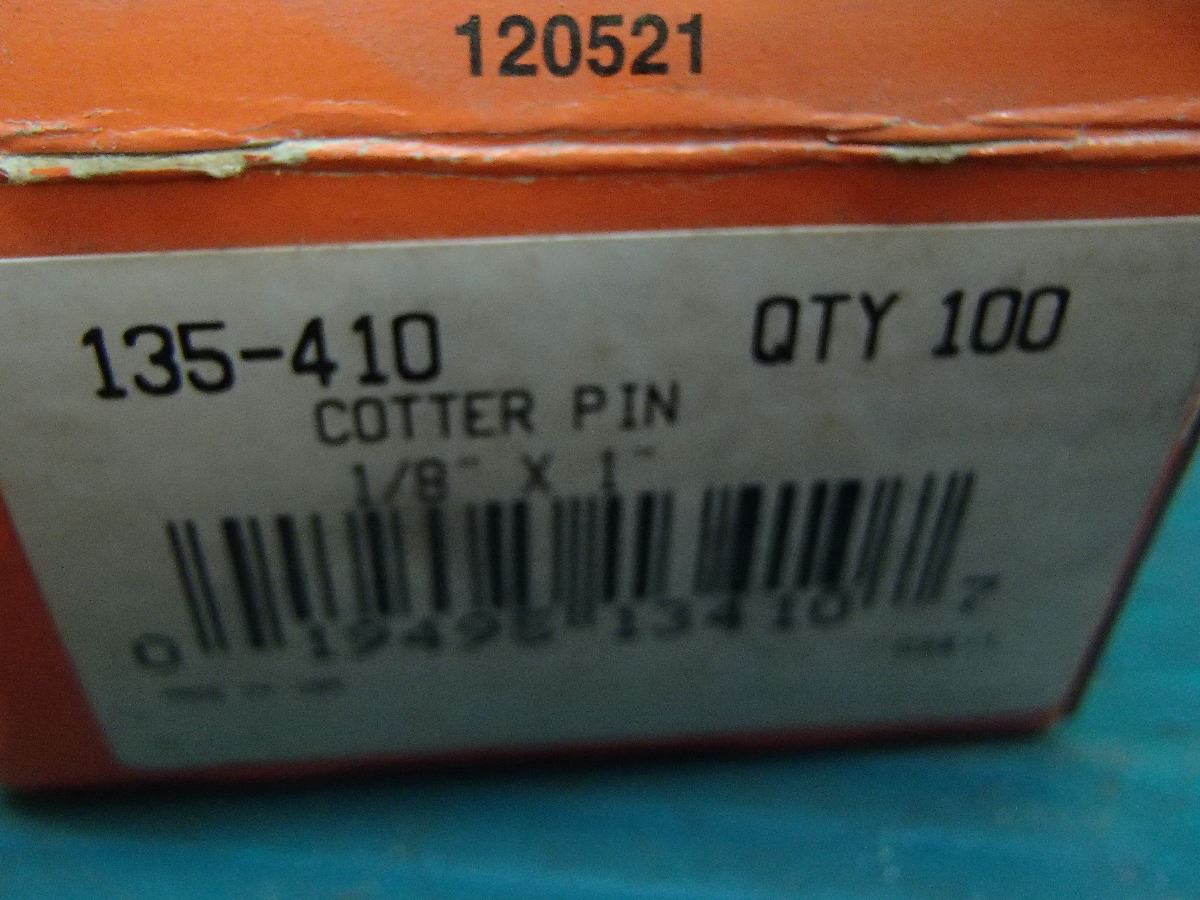 120521
135-410 QTY 100
COTTER PIN
1/8" X 1"
0 19495 13410 7